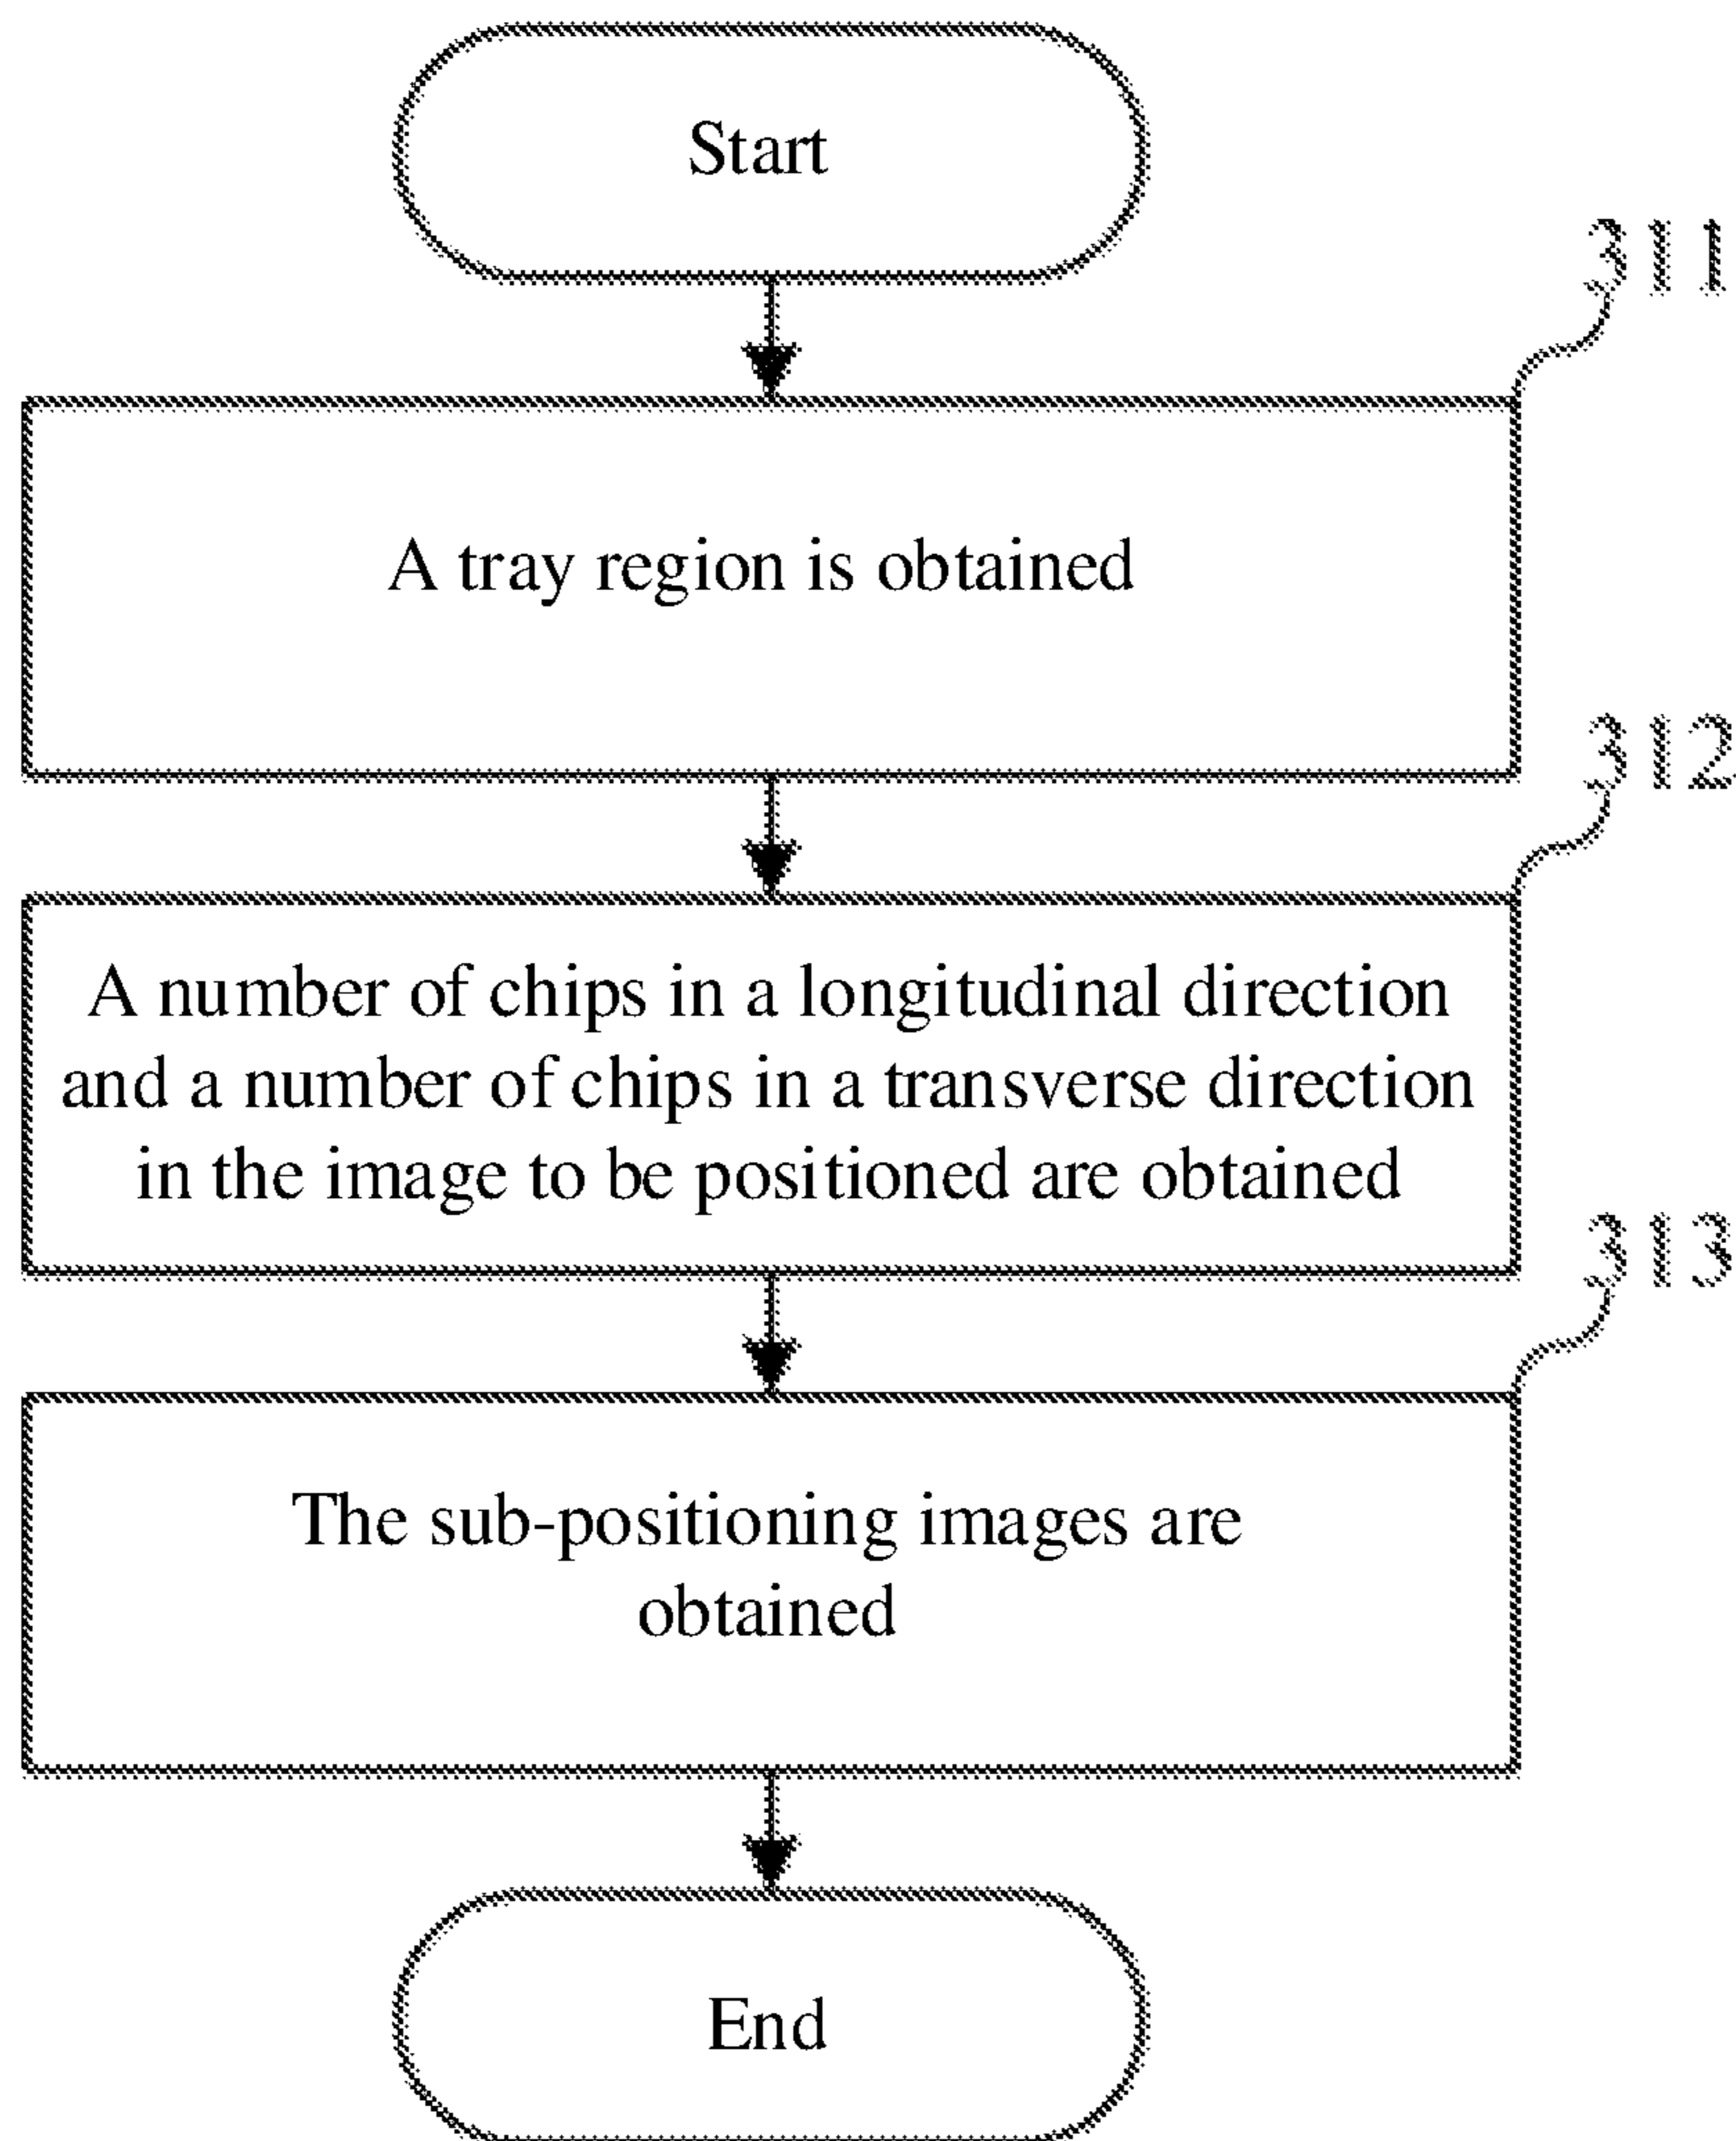 Start
311
A tray region is obtained
312
A number of chips in a longitudinal direction
and a number of chips in a transverse direction
in the image to be positioned are obtained
313
The sub-positioning images are
obtained
End